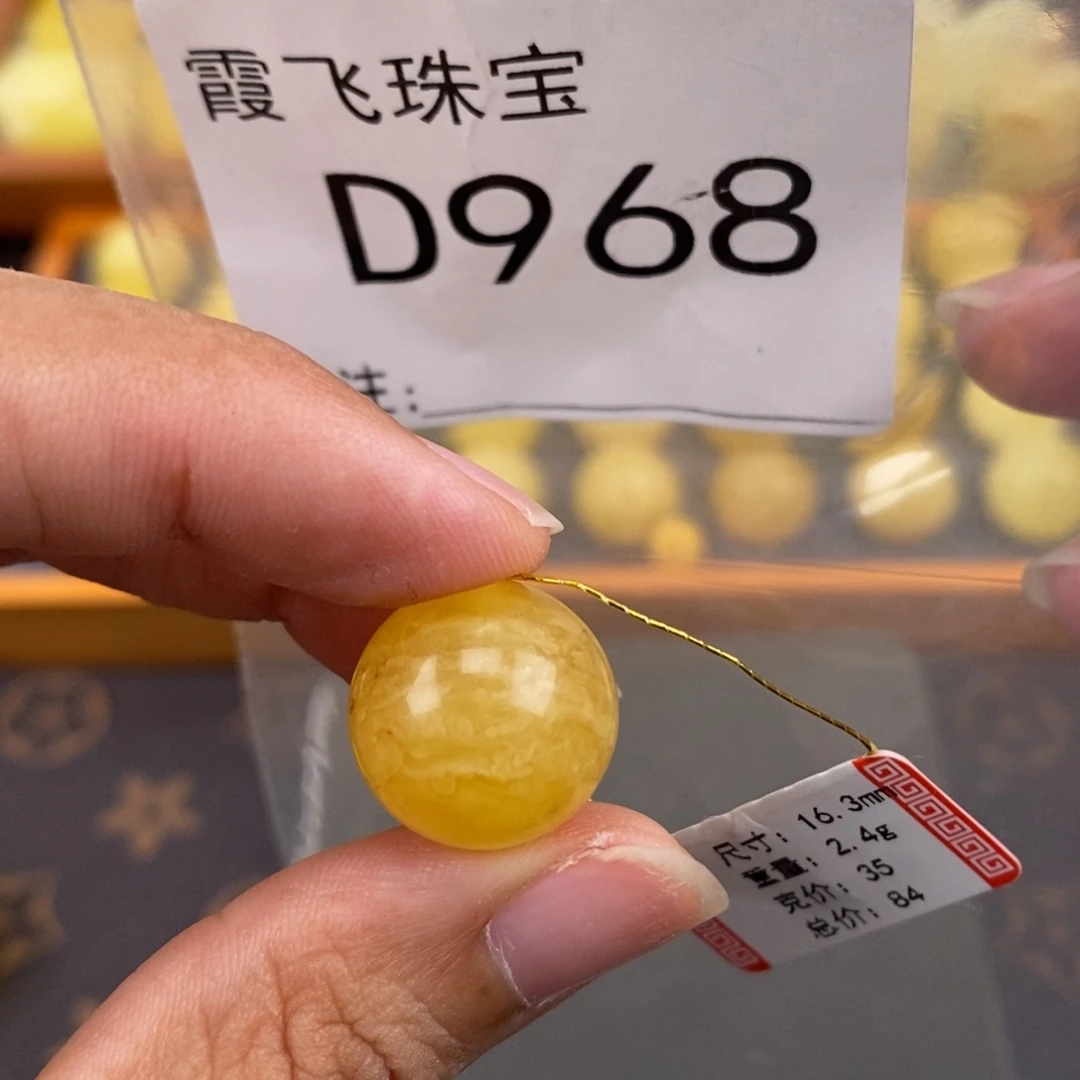 霞飞珠宝
D968
注:
尺寸: 16.3mm
重量: 2.4g
克价: 35
总价: 84